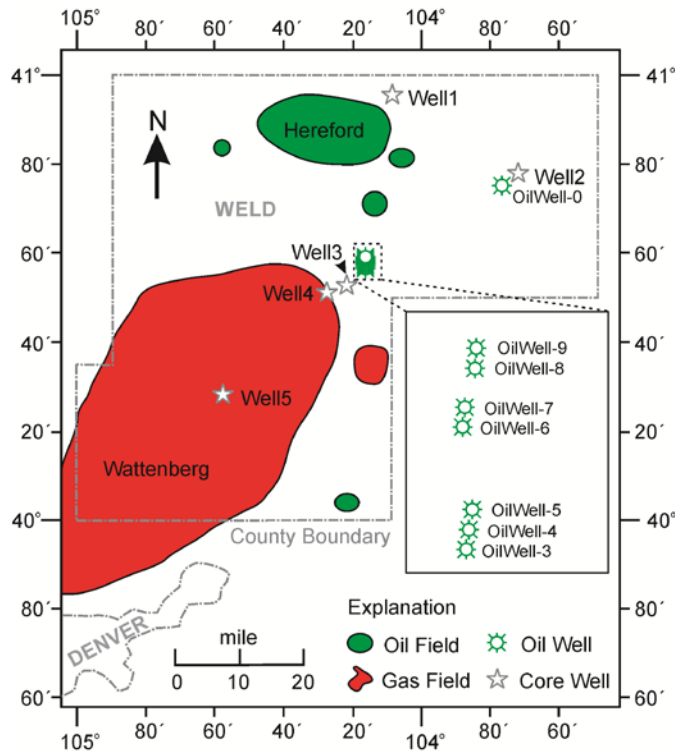 105° 80´ 60´ 40´ 20´ 104° 80´ 60´
41° 41°
N
Well1
Hereford
80´ 80´
Well2
OilWell-0
WELD
60´ 60´
Well3
Well4
40´ 40´
OilWell-9
OilWell-8
Well5
OilWell-7
OilWell-6
20´ 20´
Wattenberg
OilWell-5
40° 40°
County Boundary
OilWell-4
OilWell-3
80´ 80´
Explanation
DENVER
mile
Oil Field Oil Well
0 10 20
Gas Field Core Well
60´ 60´
105° 80´ 60´ 40´ 20´ 104° 80´ 60´